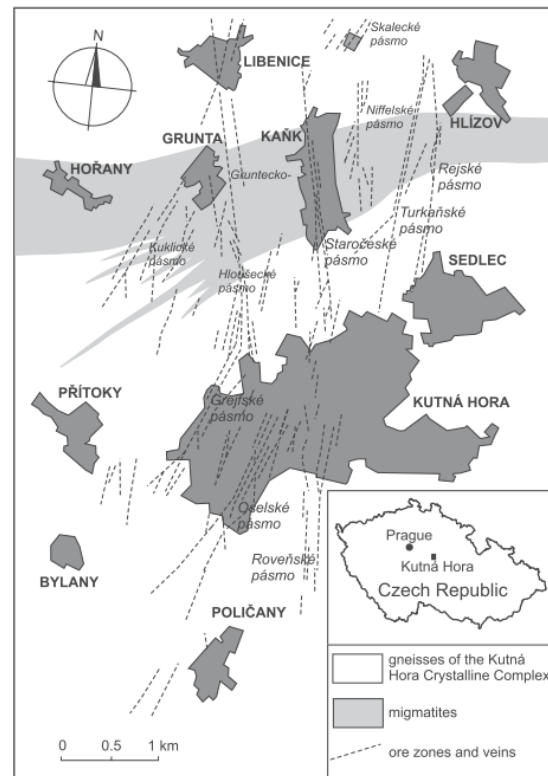 N
Skalecké
pásmo
LIBENICE
Niffelské
pásmo
HLÍZOV
GRUNTA
KAŇK
HOŘANY
Gruntecko-
Rejské
pásmo
Turkaňské
pásmo
Kuklické
pásmo
Staročeské
pásmo
Hloušecké
pásmo
SEDLEC
PŘÍTOKY
Grejfské
pásmo
KUTNÁ HORA
Oselské
pásmo
Roveňské
pásmo
BYLANY
POLIČANY
Prague
Kutná Hora
Czech Republic
gneisses of the Kutná
Hora Crystalline Complex
migmatites
ore zones and veins
0 0.5 1 km